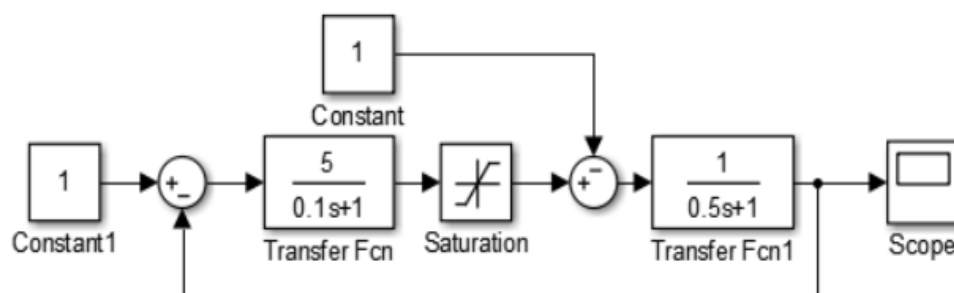 1
Constant
1
Constant1
+
−
5
0.1s+1
Transfer Fcn
Saturation
−
+
1
0.5s+1
Transfer Fcn1
Scope